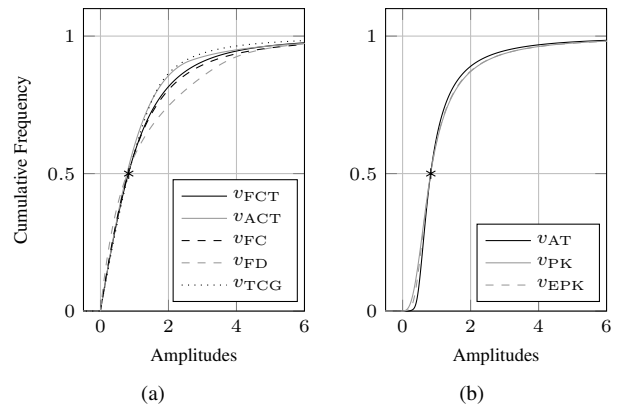 1
0.5
0
Cumulative Frequency
v_FCT
v_ACT
v_FC
v_FD
v_TCG
0 2 4 6
Amplitudes
(a)
1
0.5
0
v_AT
v_PK
v_EPK
0 2 4 6
Amplitudes
(b)